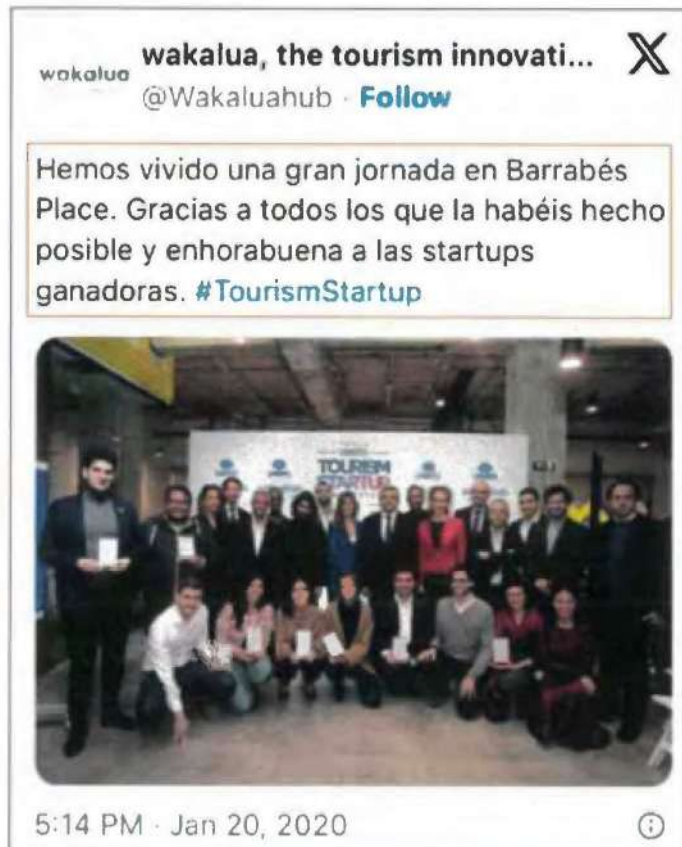 wakalua
wakalua, the tourism innovati...
@Wakaluahub · Follow
Hemos vivido una gran jornada en Barrabés
Place. Gracias a todos los que la habéis hecho
posible y enhorabuena a las startups
ganadoras. #TourismStartup
TOURISM
STARTUP
5:14 PM · Jan 20, 2020